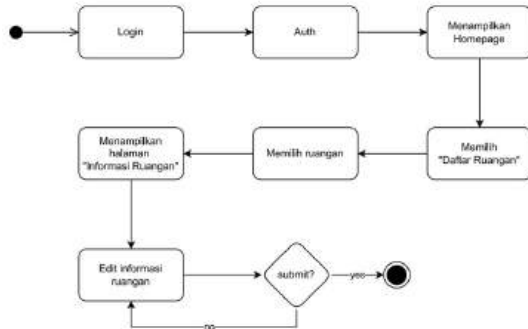 Login
Auth
Menampilkan
Homepage
Menampilkan
halaman
"Informasi Ruangan"
Memilih ruangan
Memilih
"Daftar Ruangan"
Edit informasi
ruangan
submit?
yes
no